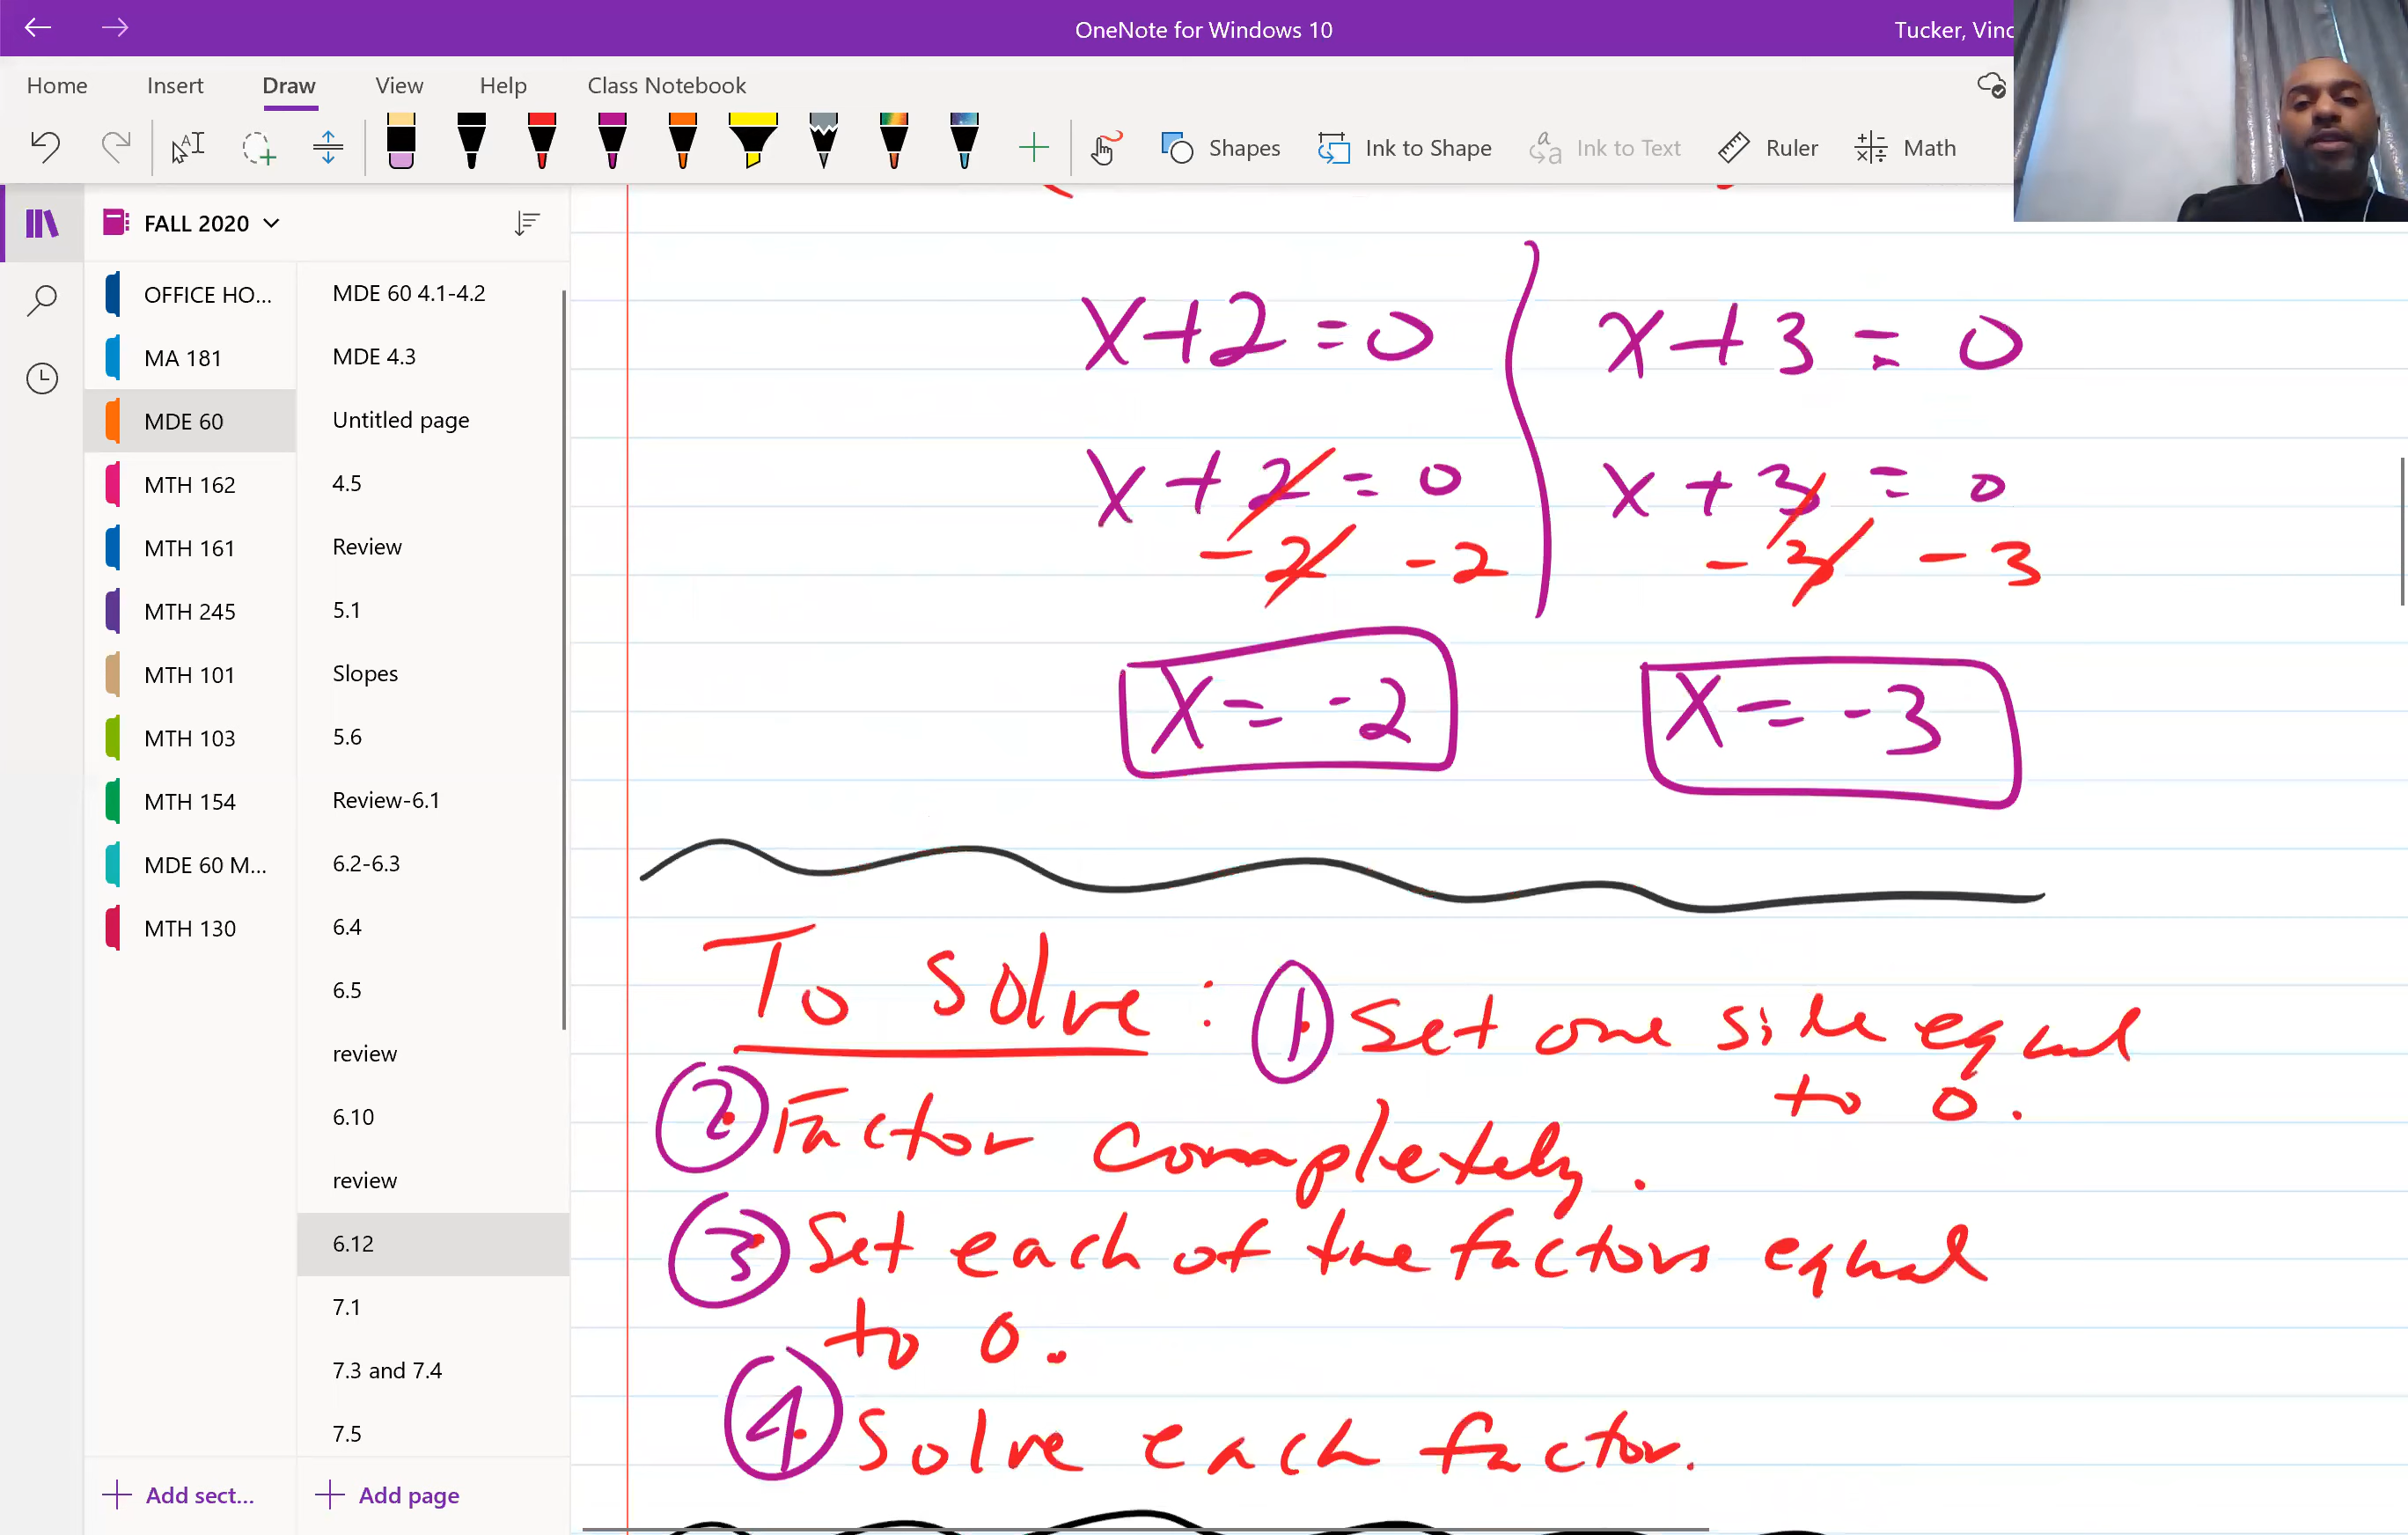 OneNote for Windows 10
Tucker, Vinc
Home Insert Draw View Help Class Notebook
Shapes Ink to Shape Ink to Text Ruler Math
FALL 2020
OFFICE HO...
MA 181
MDE 60
MTH 162
MTH 161
MTH 245
MTH 101
MTH 103
MTH 154
MDE 60 M...
MTH 130
Add sect...
MDE 60 4.1-4.2
MDE 4.3
Untitled page
4.5
Review
5.1
Slopes
5.6
Review-6.1
6.2-6.3
6.4
6.5
review
6.10
review
6.12
7.1
7.3 and 7.4
7.5
Add page
x+2=0 x+3=0
x+2=0 x+3=0
-2 -2 -3 -3
x=-2 x=-3
To solve: 1 Set one side equal
to 0.
2 Factor completely.
3 Set each of the factors equal
to 0.
4. Solve each factor.